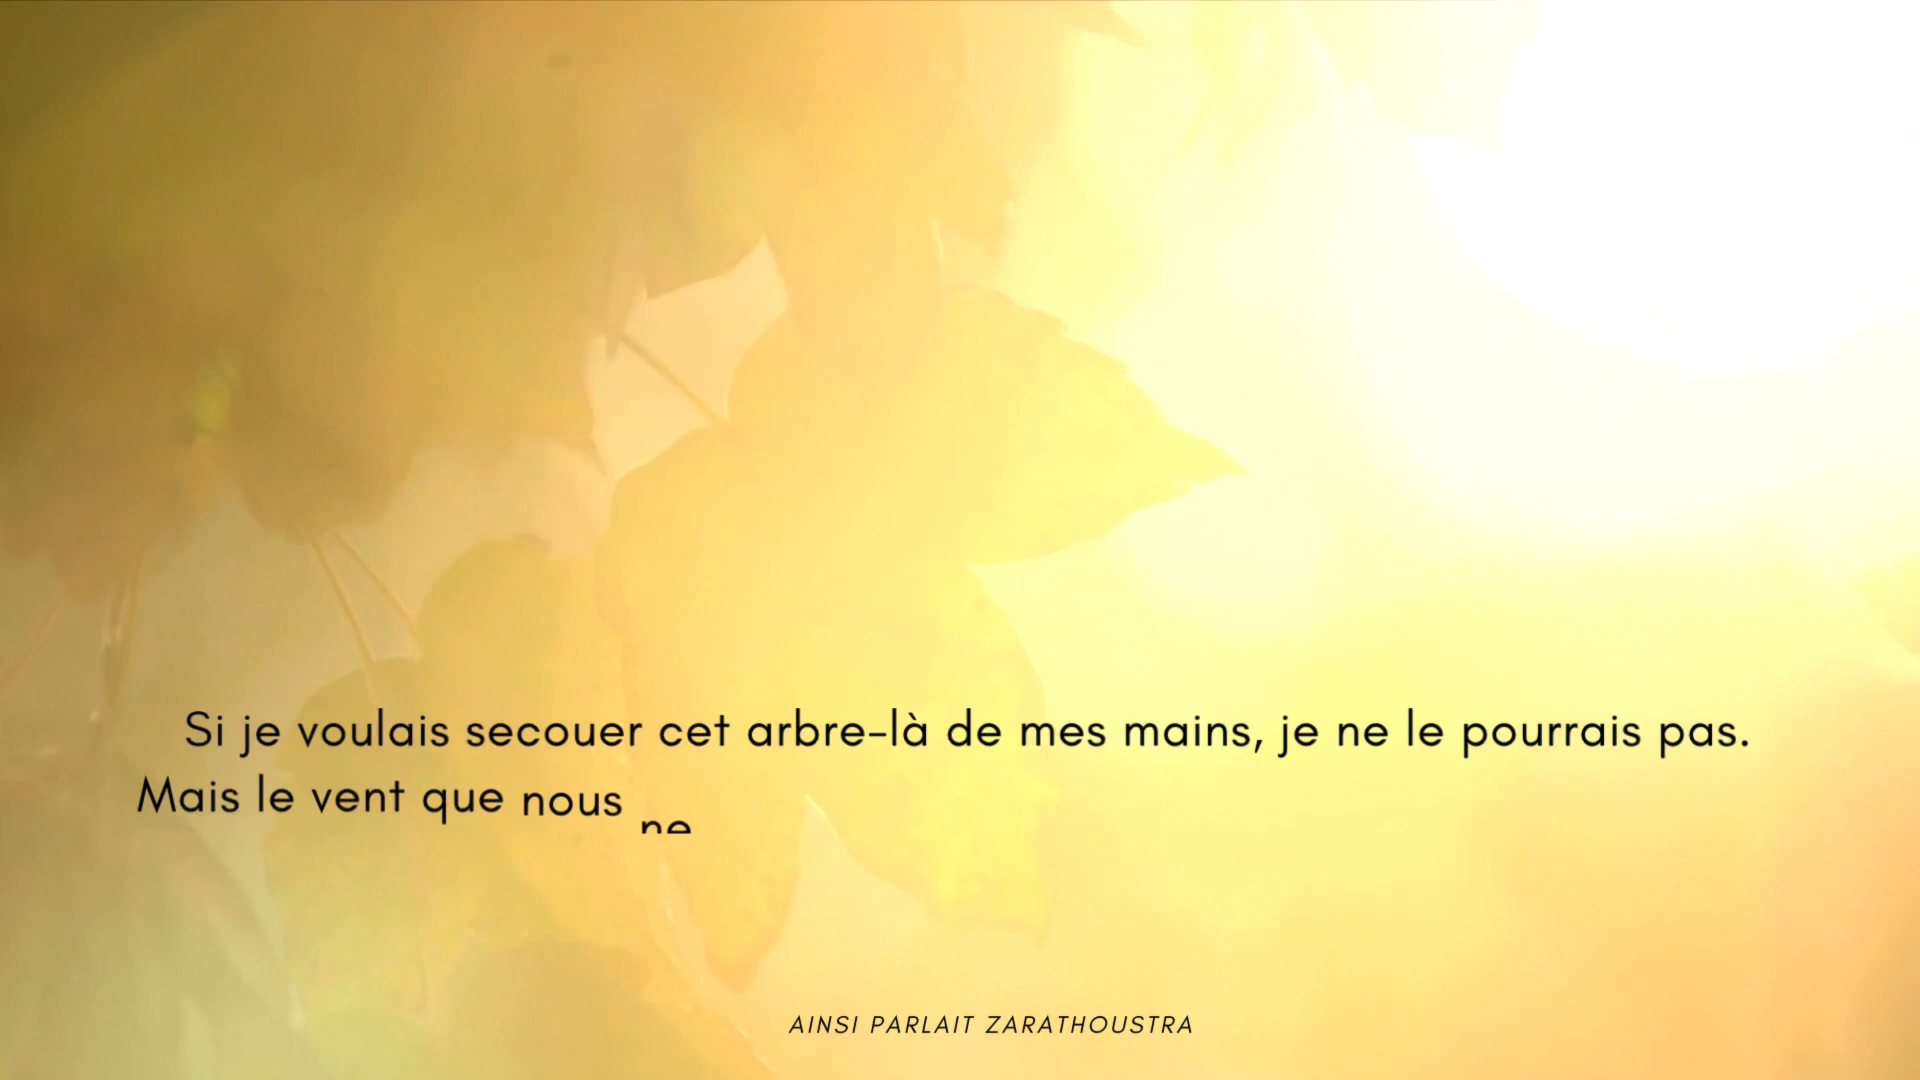 Si je voulais secouer cet arbre-là de mes mains, je ne le pourrais pas.
Mais le vent que nous ne
AINSI PARLAIT ZARATHOUSTRA